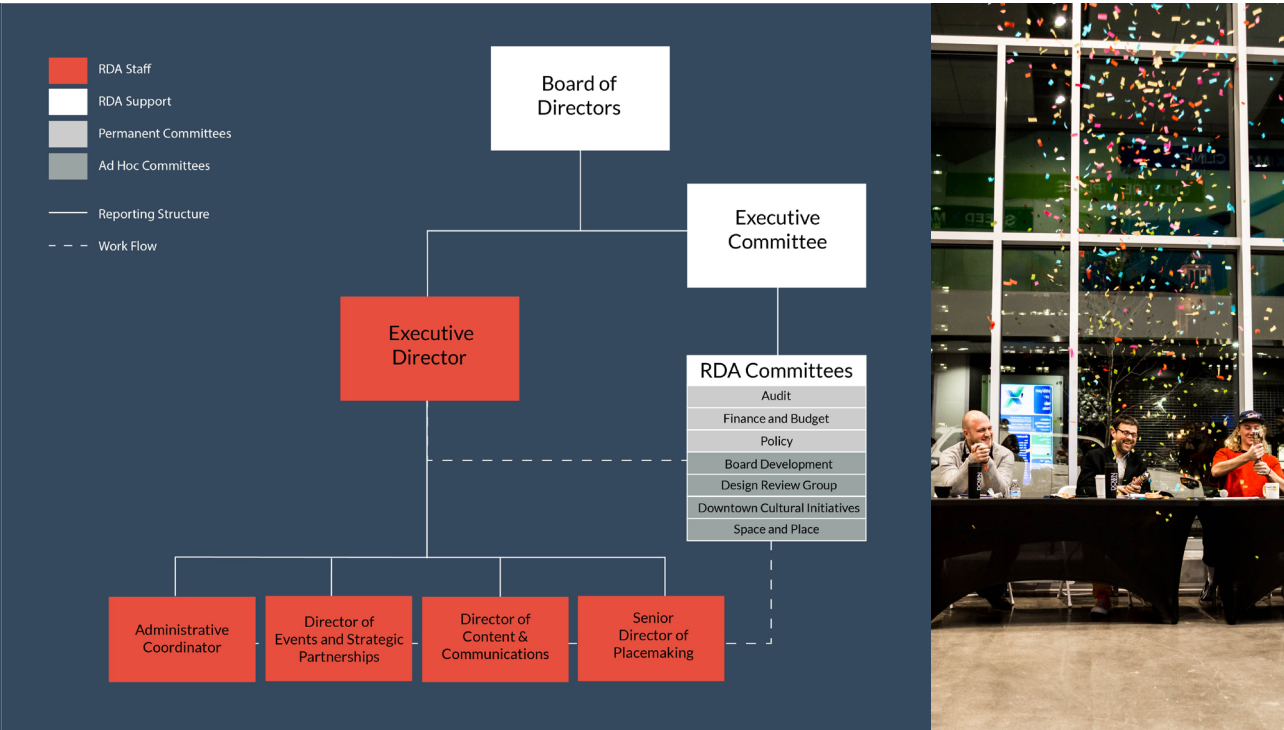 RDA Staff
RDA Support
Permanent Committees
Ad Hoc Committees
Reporting Structure
Work Flow
Board of
Directors
Executive
Committee
Executive
Director
RDA Committees
Audit
Finance and Budget
Policy
Board Development
Design Review Group
Downtown Cultural Initiatives
Space and Place
Administrative
Coordinator
Director of
Events and Strategic
Partnerships
Director of
Content &
Communications
Senior
Director of
Placemaking